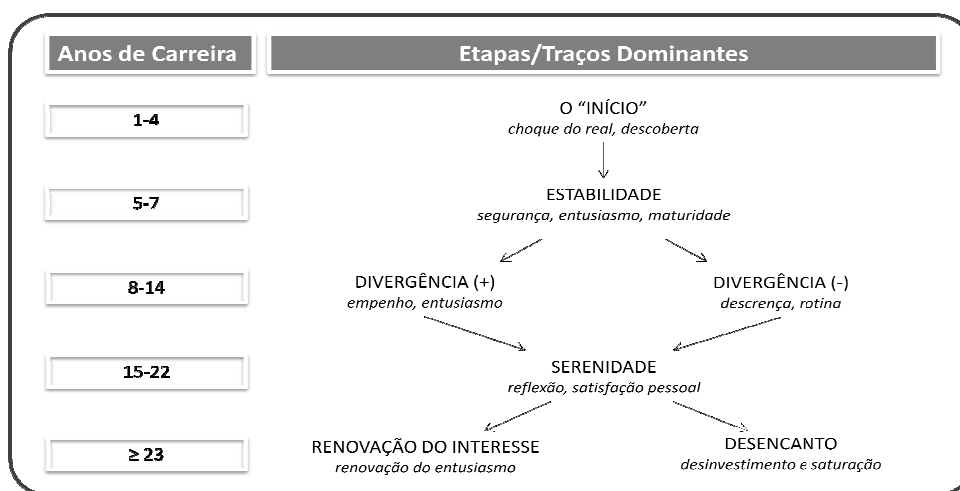 Anos de Carreira
Etapas/Traços Dominantes
1-4
O “INÍCIO”
choque do real, descoberta
5-7
ESTABILIDADE
segurança, entusiasmo, maturidade
8-14
DIVERGÊNCIA (+)
empenho, entusiasmo
DIVERGÊNCIA (-)
descrença, rotina
15-22
SERENIDADE
reflexão, satisfação pessoal
≥ 23
RENOVAÇÃO DO INTERESSE
renovação do entusiasmo
DESENCANTO
desinvestimento e saturação